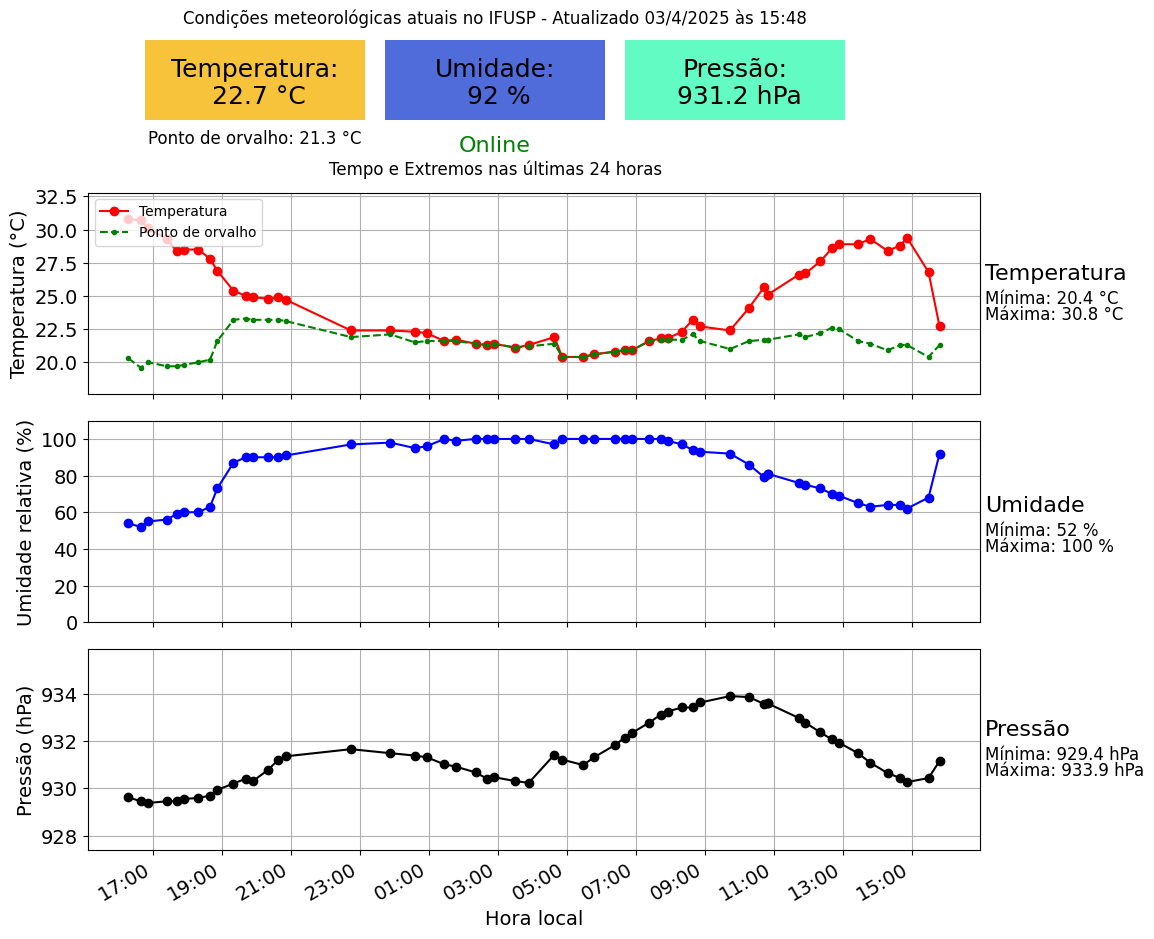 Condições meteorológicas atuais no IFUSP - Atualizado 03/4/2025 às 15:48
Temperatura:
22.7 °C
Umidade:
92 %
Pressão:
931.2 hPa
Ponto de orvalho: 21.3 °C
Online
Tempo e Extremos nas últimas 24 horas
Temperatura (°C)
32.5
30.0
27.5
25.0
22.5
20.0
Temperatura
Ponto de orvalho
Temperatura
Mínima: 20.4 °C
Máxima: 30.8 °C
Umidade relativa (%)
100
80
60
40
20
0
Umidade
Mínima: 52 %
Máxima: 100 %
Pressão (hPa)
934
932
930
928
Pressão
Mínima: 929.4 hPa
Máxima: 933.9 hPa
17:00 19:00 21:00 23:00 01:00 03:00 05:00 07:00 09:00 11:00 13:00 15:00
Hora local